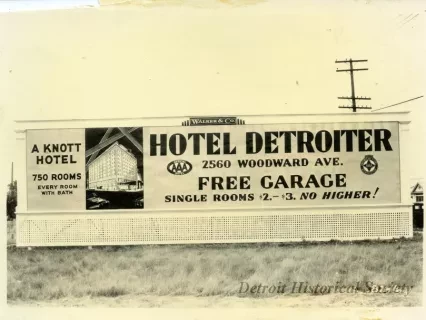 WALKER & CO.
A KNOTT
HOTEL
750 ROOMS
EVERY ROOM
WITH BATH
HOTEL DETROITER
AAA
2560 WOODWARD AVE.
FREE GARAGE
SINGLE ROOMS $2.-$3. NO HIGHER!
Detroit Historical Society